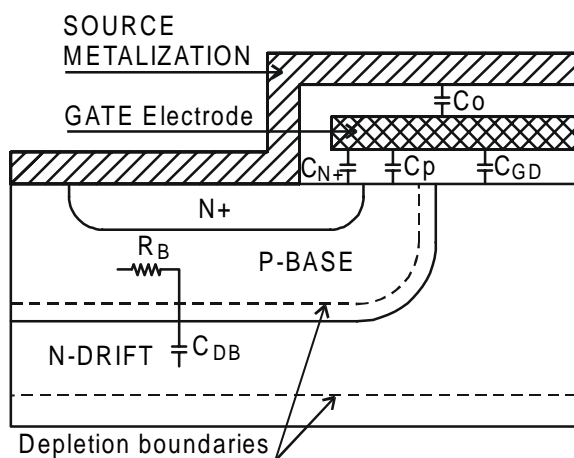 SOURCE
METALIZATION
GATE Electrode
Co
CN+
Cp
CGD
N+
RB
P-BASE
N-DRIFT
CDB
Depletion boundaries